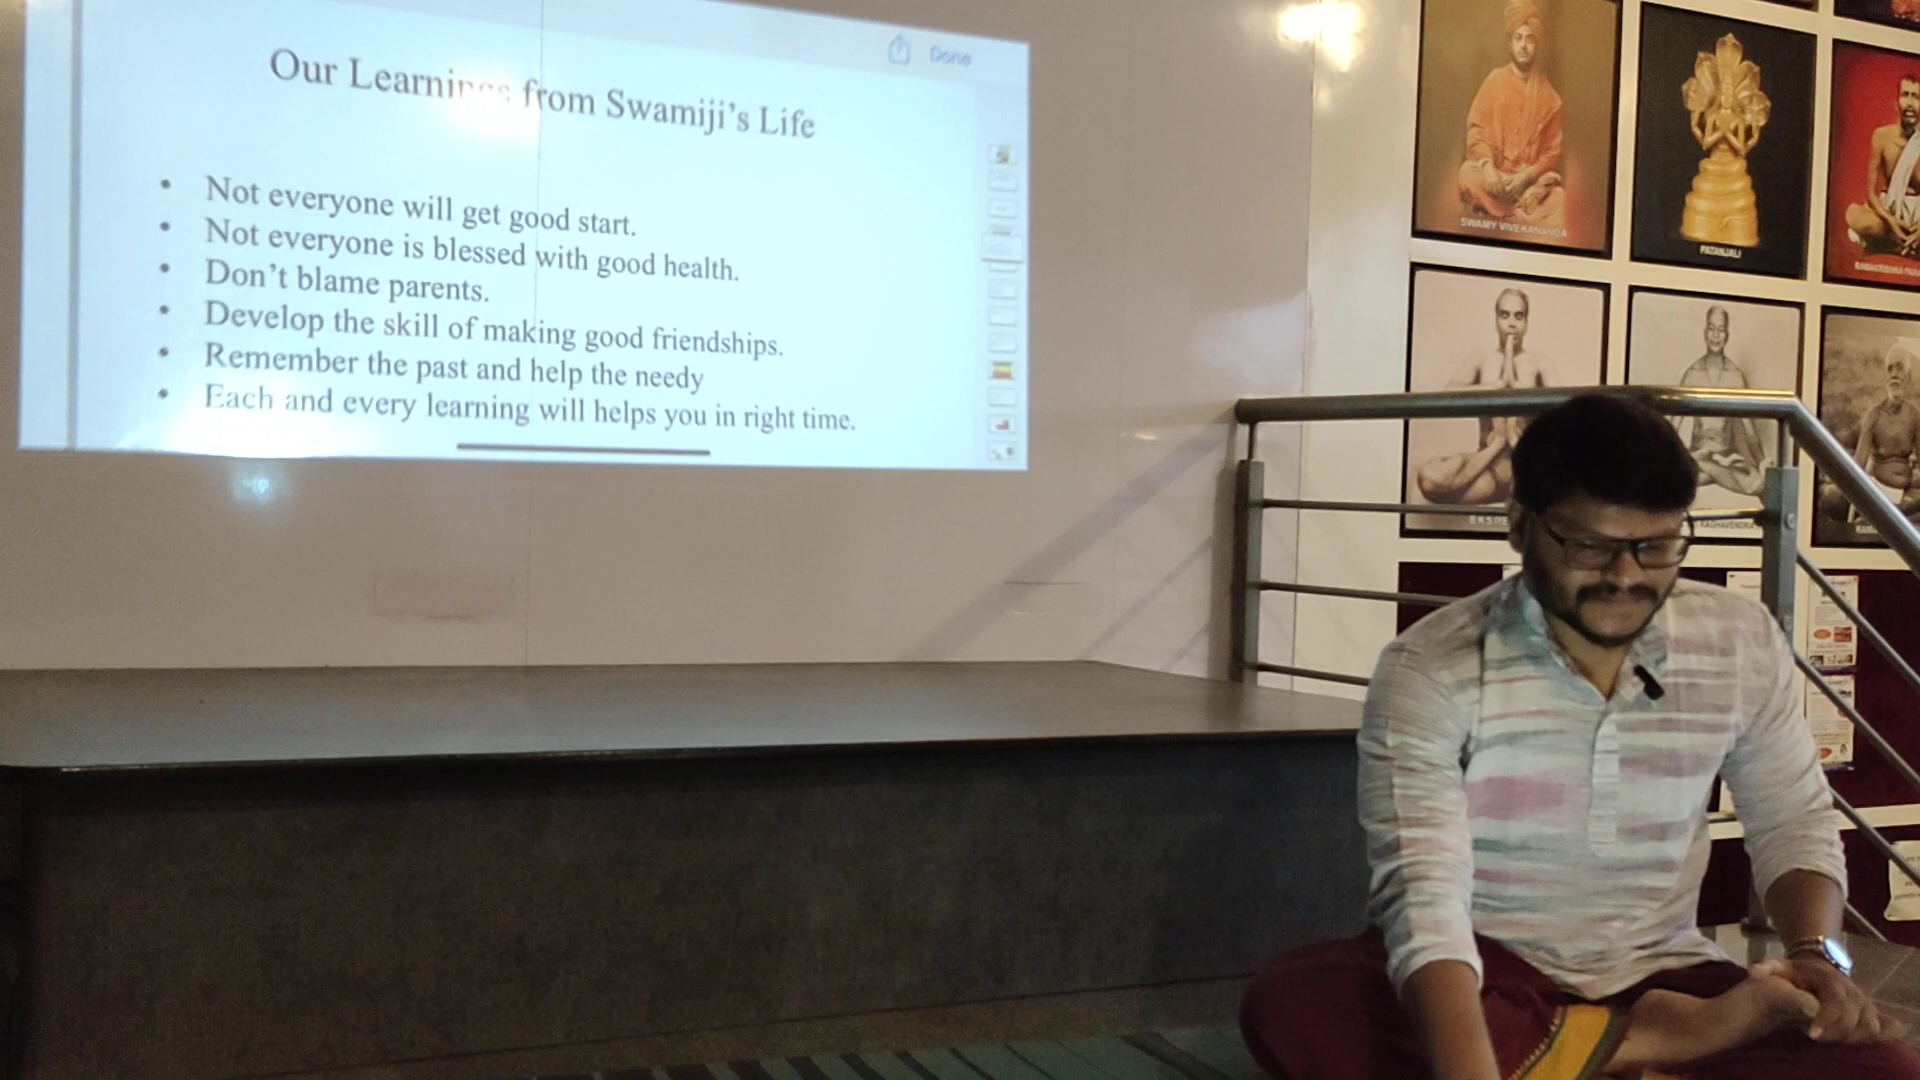 Done
Our Learnings from Swamiji's Life
• Not everyone will get good start.
• Not everyone is blessed with good health.
• Don't blame parents.
• Develop the skill of making good friendships.
• Remember the past and help the needy
• Each and every learning will helps you in right time.
SWAMY VIVEKANANDA
PATANJALI
RAMAKRISHNA
B.K.S
RAGHAVENDRA